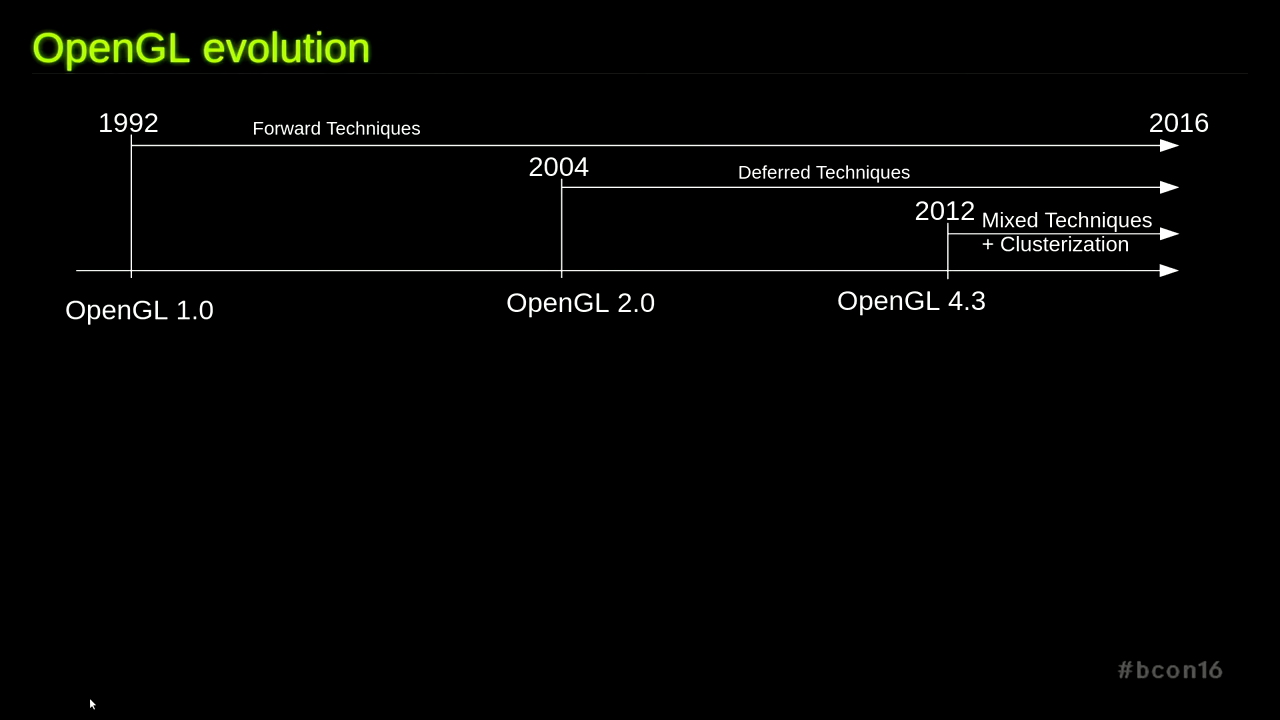 OpenGL evolution
1992
Forward Techniques
2016
2004
Deferred Techniques
2012
Mixed Techniques
+ Clusterization
OpenGL 1.0
OpenGL 2.0
OpenGL 4.3
#bcon16